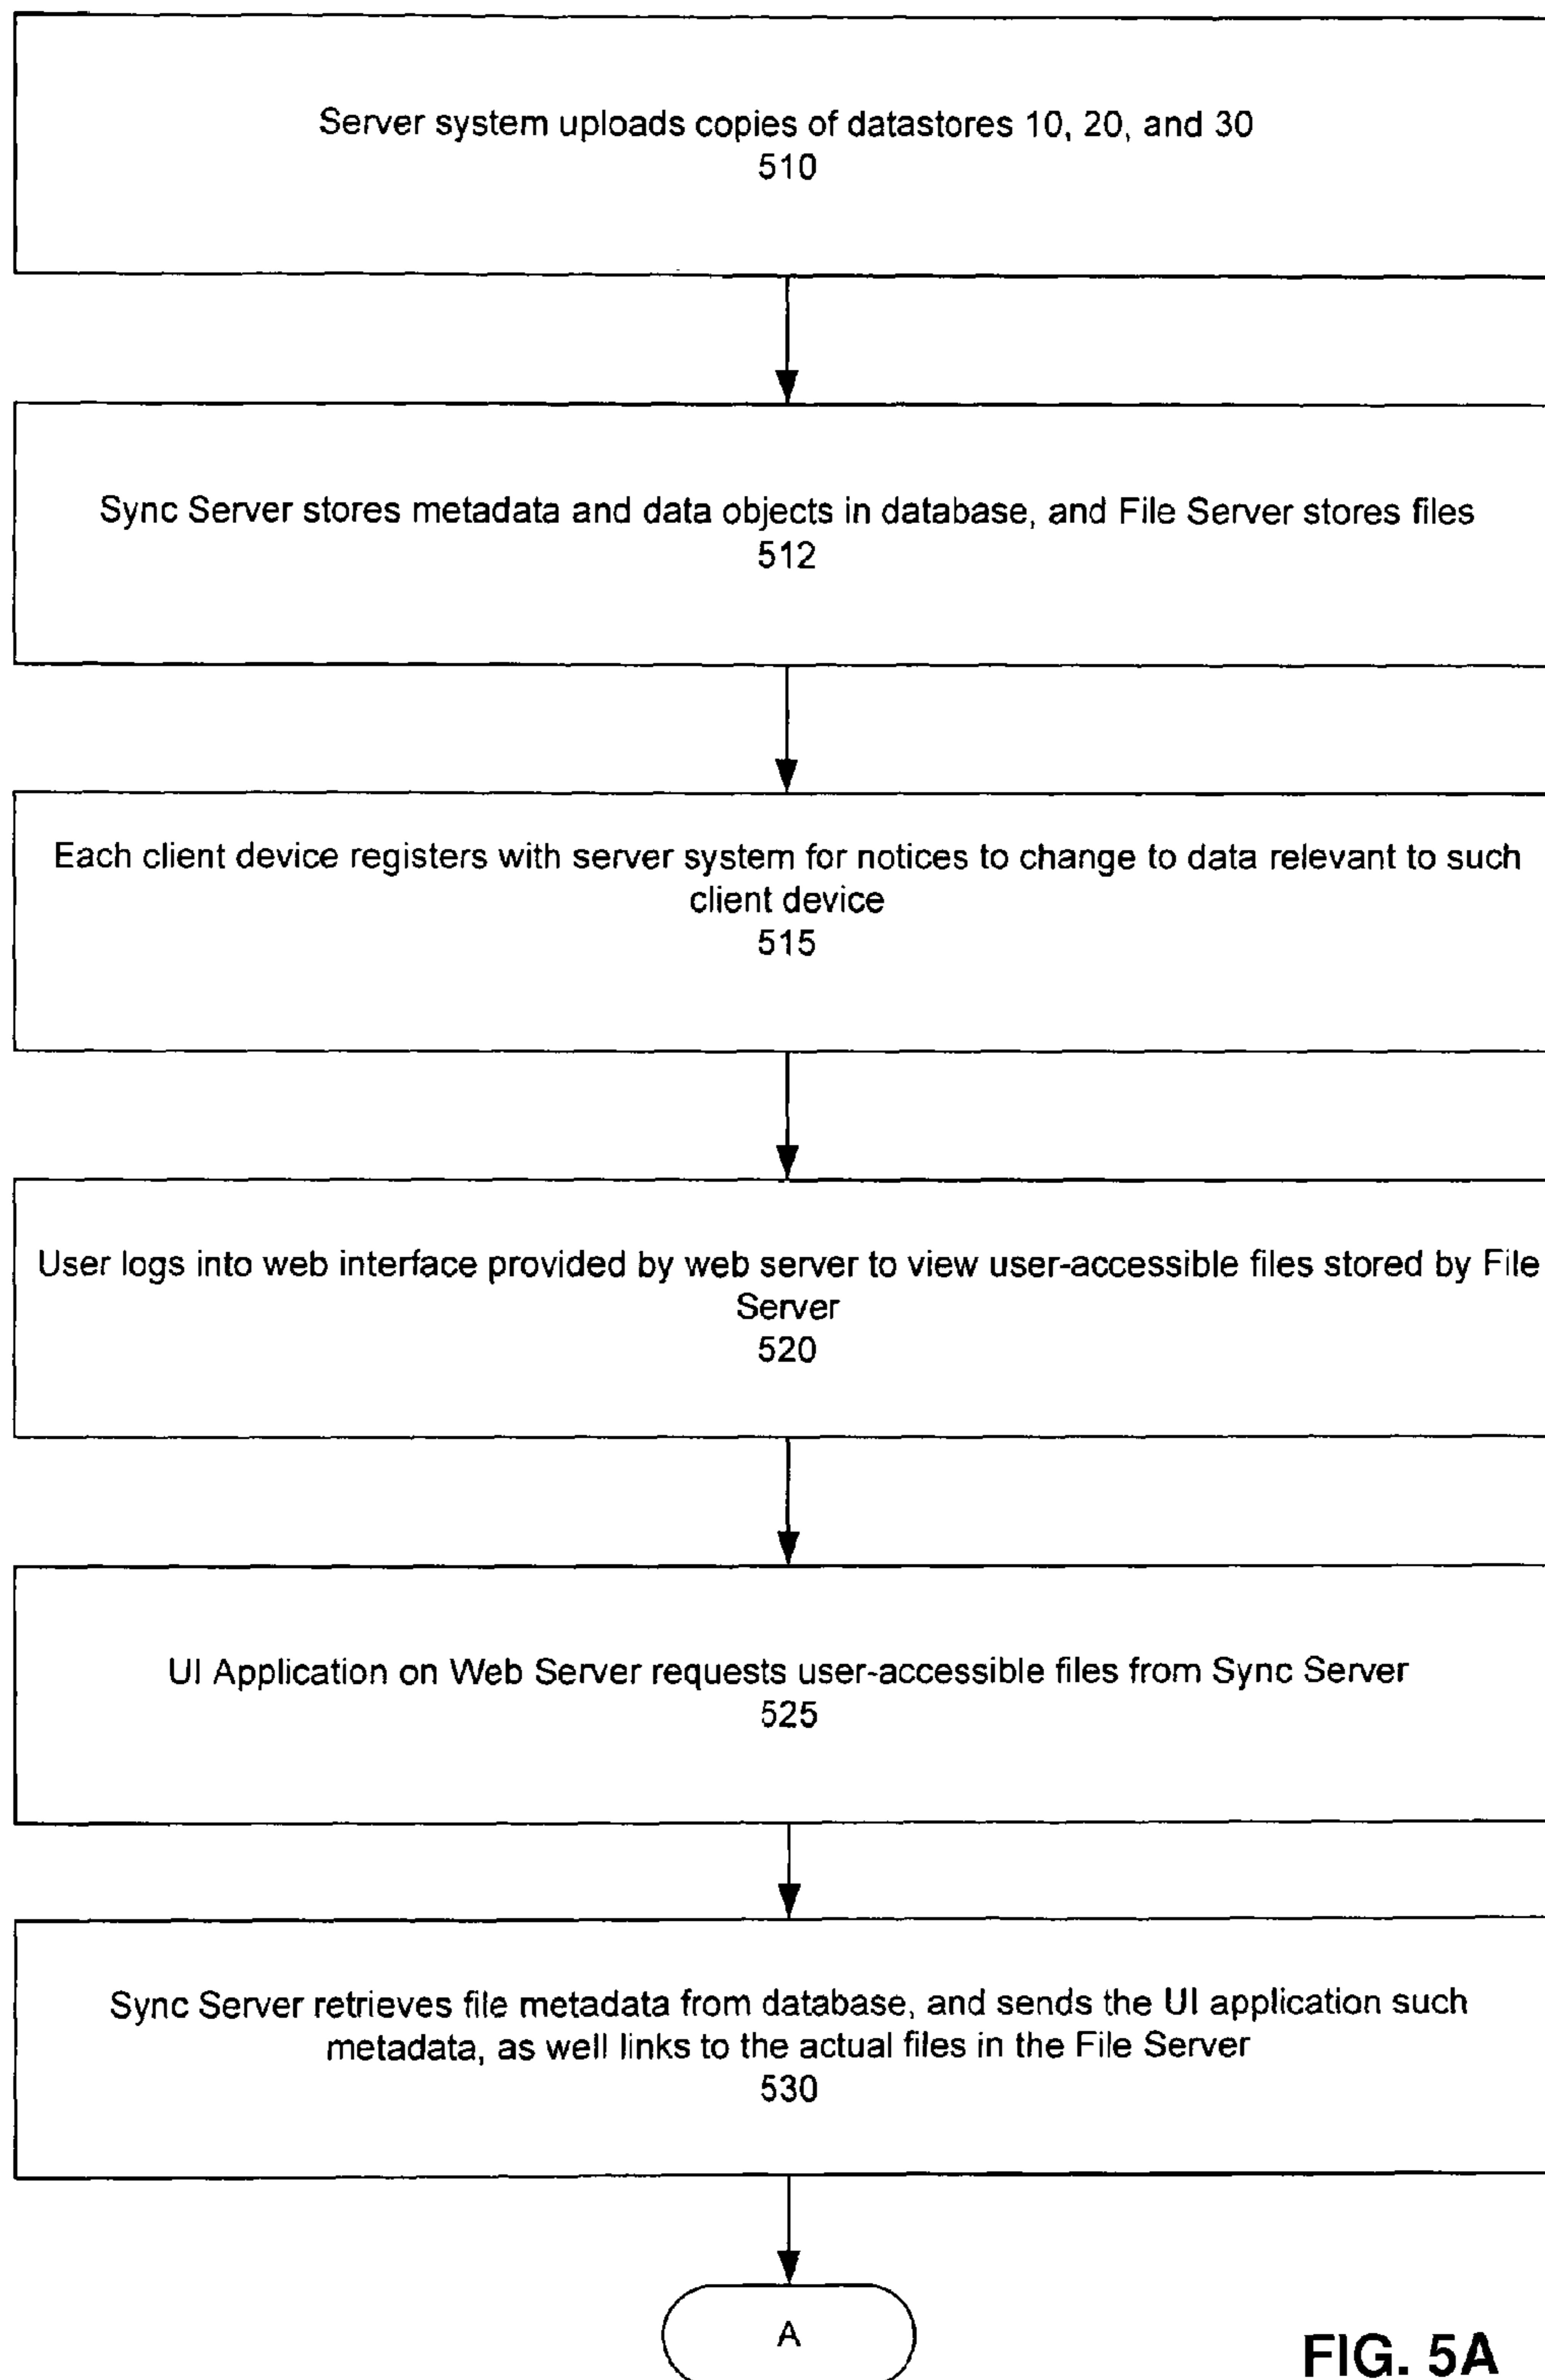 Server system uploads copies of datastores 10, 20, and 30
510
Sync Server stores metadata and data objects in database, and File Server stores files
512
Each client device registers with server system for notices to change to data relevant to such
client device
515
User logs into web interface provided by web server to view user-accessible files stored by File
Server
520
UI Application on Web Server requests user-accessible files from Sync Server
525
Sync Server retrieves file metadata from database, and sends the UI application such
metadata, as well links to the actual files in the File Server
530
A
FIG. 5A